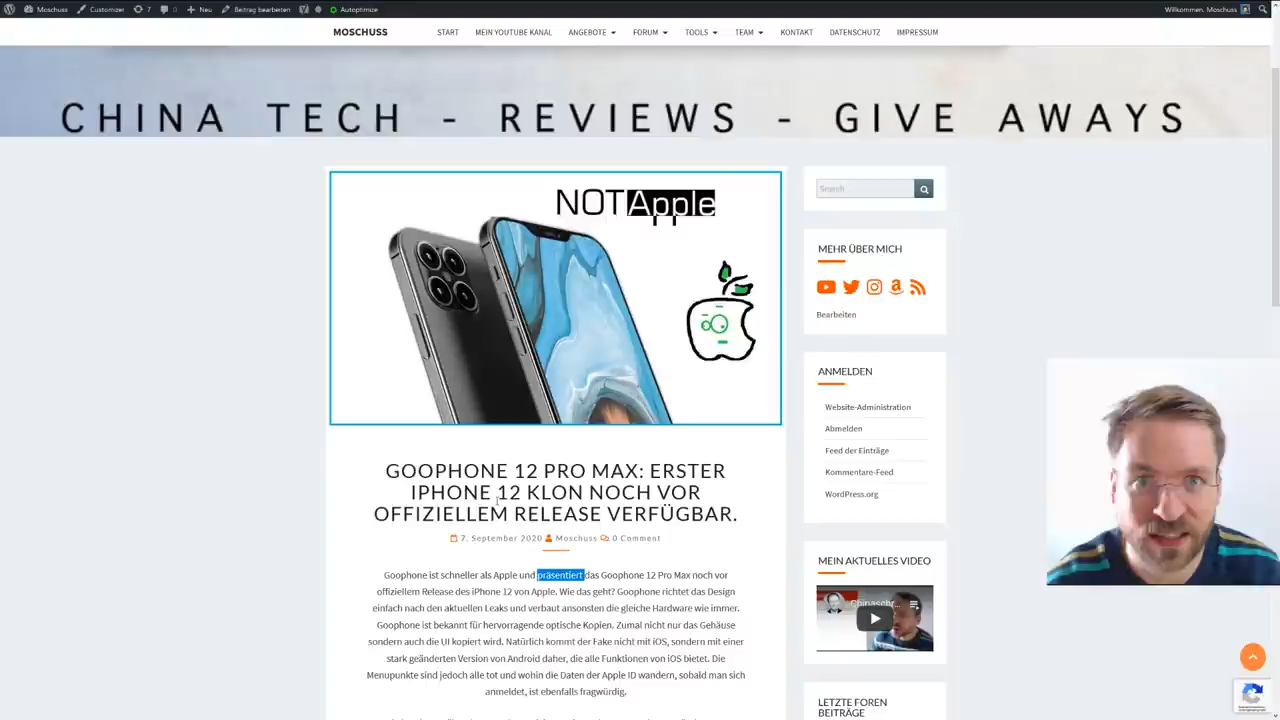 Moschuss Customizer 7 0 Neu Beitrag bearbeiten Autoptimize Willkommen, Moschuss
MOSCHUSS START MEIN YOUTUBE KANAL ANGEBOTE FORUM TOOLS TEAM KONTAKT DATENSCHUTZ IMPRESSUM
CHINA TECH - REVIEWS - GIVE AWAYS
NOT Apple
GOOPHONE 12 PRO MAX: ERSTER
IPHONE 12 KLON NOCH VOR
OFFIZIELLEM RELEASE VERFÜGBAR.
7. September 2020 Moschuss 0 Comment
Goophone ist schneller als Apple und präsentiert das Goophone 12 Pro Max noch vor
offiziellem Release des iPhone 12 von Apple. Wie das geht? Goophone richtet das Design
einfach nach den aktuellen Leaks und verbaut ansonsten die gleiche Hardware wie immer.
Goophone ist bekannt für hervorragende optische Kopien. Zumal nicht nur das Gehäuse
sondern auch die UI kopiert wird. Natürlich kommt der Fake nicht mit iOS, sondern mit einer
stark geänderten Version von Android daher, die alle Funktionen von iOS bietet. Die
Menupunkte sind jedoch alle tot und wohin die Daten der Apple ID wandern, sobald man sich
anmeldet, ist ebenfalls fragwürdig.
Search...
MEHR ÜBER MICH
Bearbeiten
ANMELDEN
Website-Administration
Abmelden
Feed der Einträge
Kommentare-Feed
WordPress.org
MEIN AKTUELLES VIDEO
LETZTE FOREN
BEITRÄGE